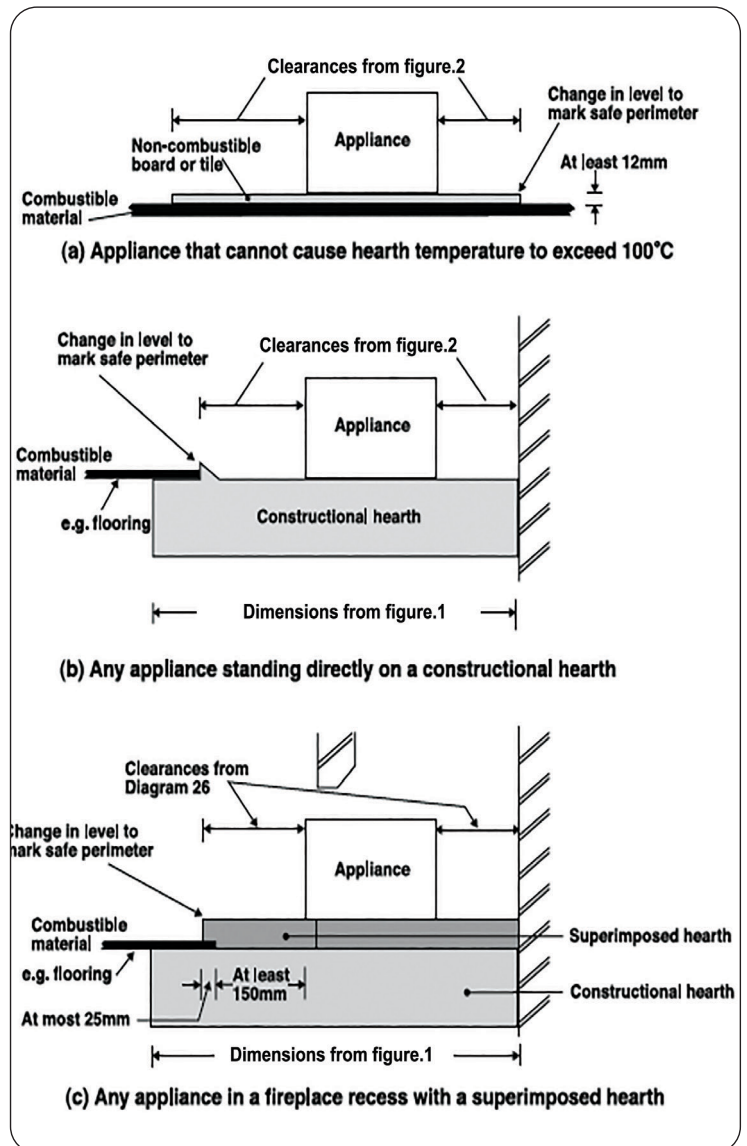 Clearances from figure.2
Change in level to
mark safe perimeter
Appliance
Non-combustible
board or tile
At least 12mm
Combustible
material
(a) Appliance that cannot cause hearth temperature to exceed 100°C
Change in level to
mark safe perimeter
Clearances from figure.2
Appliance
Combustible
material
e.g. flooring
Constructional hearth
Dimensions from figure.1
(b) Any appliance standing directly on a constructional hearth
Clearances from
Diagram 26
Change in level to
mark safe perimeter
Appliance
Combustible
material
Superimposed hearth
e.g. flooring
At least
150mm
Constructional hearth
At most 25mm
Dimensions from figure.1
(c) Any appliance in a fireplace recess with a superimposed hearth